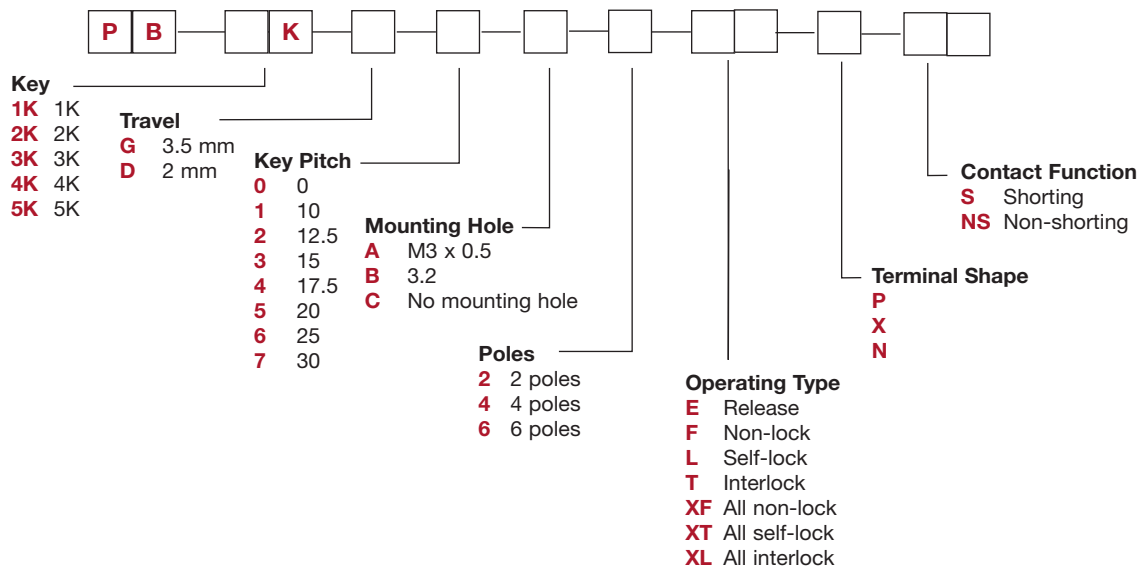 P B K
Key
1K 1K
2K 2K
3K 3K
4K 4K
5K 5K
Travel
G 3.5 mm
D 2 mm
Key Pitch
0 0
1 10
2 12.5
3 15
4 17.5
5 20
6 25
7 30
Mounting Hole
A M3 x 0.5
B 3.2
C No mounting hole
Poles
2 2 poles
4 4 poles
6 6 poles
Operating Type
E Release
F Non-lock
L Self-lock
T Interlock
XF All non-lock
XT All self-lock
XL All interlock
Terminal Shape
P
X
N
Contact Function
S Shorting
NS Non-shorting